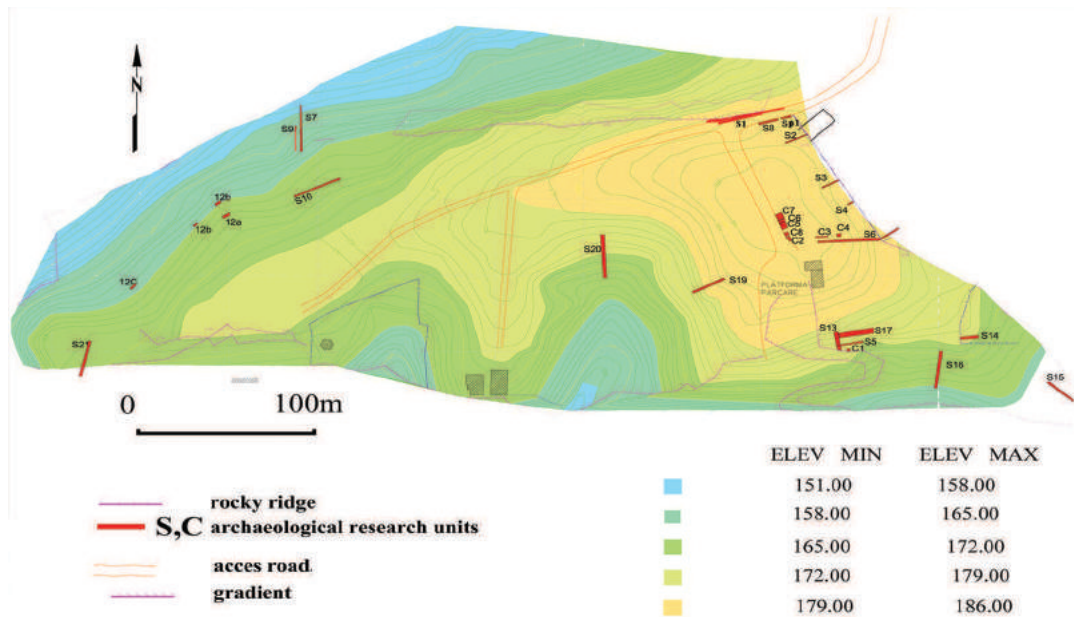 N
S7
S9
S1
S8
S2
S3
S10
12b
12a
12b
S4
C7
C6
C5
C8
C2
C3
C4
S6
S20
12C
S19
PLATFORMA
PARCARE
S13
S17
S5
C1
S14
S21
S16
S15
0 100m
ELEV MIN ELEV MAX
151.00 158.00
158.00 165.00
165.00 172.00
172.00 179.00
179.00 186.00
rocky ridge
S,C archaeological research units
acces road
gradient